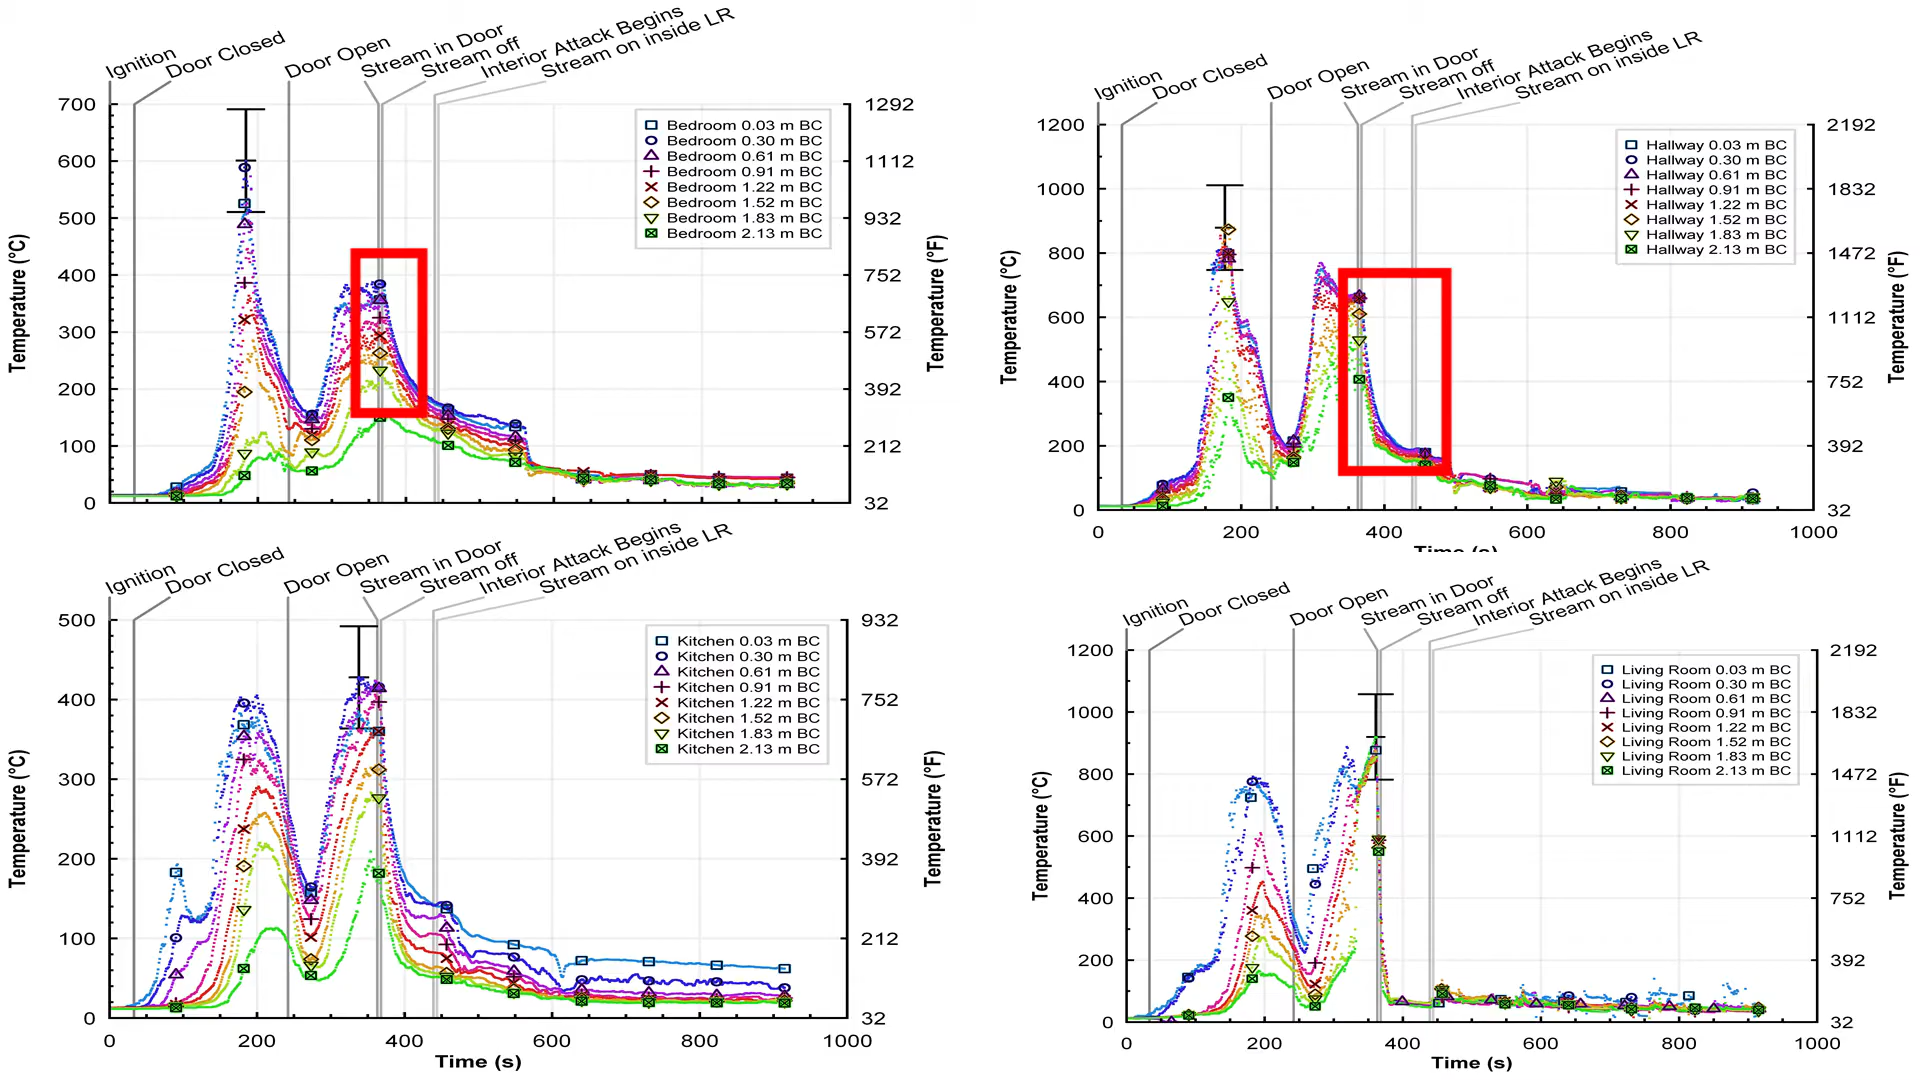 Ignition
Door Closed
Door Open
Stream in Door
Stream off
Interior Attack Begins
Stream on inside LR
700
600
500
400
300
200
100
0
Temperature (°C)
Bedroom 0.03 m BC
Bedroom 0.30 m BC
Bedroom 0.61 m BC
Bedroom 0.91 m BC
Bedroom 1.22 m BC
Bedroom 1.52 m BC
Bedroom 1.83 m BC
Bedroom 2.13 m BC
1292
1112
932
752
572
392
212
32
Temperature (°F)
Ignition
Door Closed
Door Open
Stream in Door
Stream off
Interior Attack Begins
Stream on inside LR
1200
1000
800
600
400
200
0
Temperature (°C)
Hallway 0.03 m BC
Hallway 0.30 m BC
Hallway 0.61 m BC
Hallway 0.91 m BC
Hallway 1.22 m BC
Hallway 1.52 m BC
Hallway 1.83 m BC
Hallway 2.13 m BC
2192
1832
1472
1112
752
392
32
Temperature (°F)
0 200 400 600 800 1000
Time (s)
Ignition
Door Closed
Door Open
Stream in Door
Stream off
Interior Attack Begins
Stream on inside LR
500
400
300
200
100
0
Temperature (°C)
Kitchen 0.03 m BC
Kitchen 0.30 m BC
Kitchen 0.61 m BC
Kitchen 0.91 m BC
Kitchen 1.22 m BC
Kitchen 1.52 m BC
Kitchen 1.83 m BC
Kitchen 2.13 m BC
932
752
572
392
212
32
Temperature (°F)
0 200 400 600 800 1000
Time (s)
Ignition
Door Closed
Door Open
Stream in Door
Stream off
Interior Attack Begins
Stream on inside LR
1200
1000
800
600
400
200
0
Temperature (°C)
Living Room 0.03 m BC
Living Room 0.30 m BC
Living Room 0.61 m BC
Living Room 0.91 m BC
Living Room 1.22 m BC
Living Room 1.52 m BC
Living Room 1.83 m BC
Living Room 2.13 m BC
2192
1832
1472
1112
752
392
32
Temperature (°F)
0 200 400 600 800 1000
Time (s)